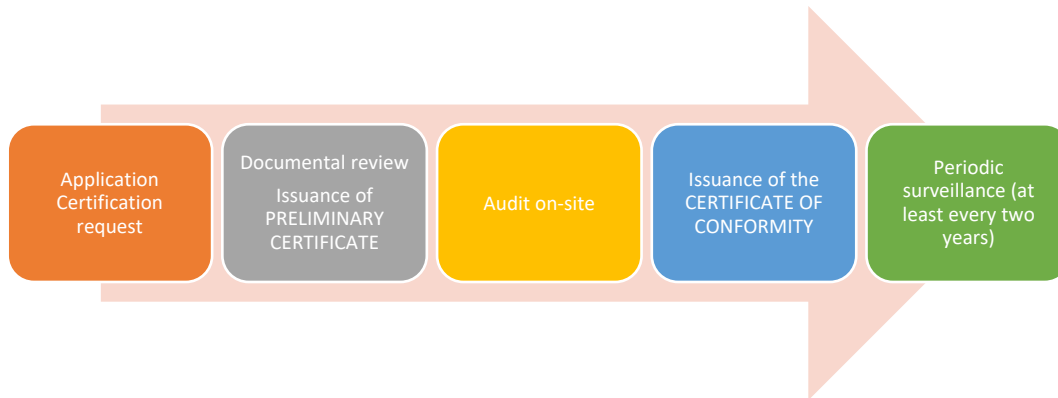 Application
Certification
request
Documental review
Issuance of
PRELIMINARY
CERTIFICATE
Audit on-site
Issuance of the
CERTIFICATE OF
CONFORMITY
Periodic
surveillance (at
least every two
years)